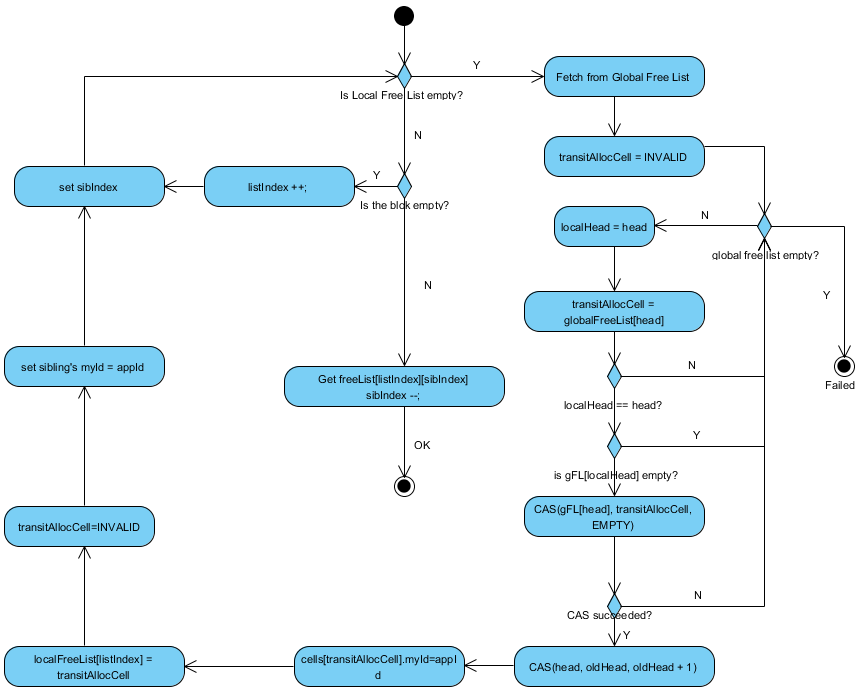 Y
Fetch from Global Free List
Is Local Free List empty?
N
transitAllocCell = INVALID
Y
set sibIndex
listIndex ++;
Is the blok empty?
N
localHead = head
global free list empty?
N
Y
transitAllocCell =
globalFreeList[head]
set sibling's myId = appId
N
Get freeList[listIndex][sibIndex]
sibIndex --;
Failed
localHead == head?
Y
OK
is gFL[localHead] empty?
CAS(gFL[head], transitAllocCell,
EMPTY)
transitAllocCell=INVALID
N
CAS succeeded?
Y
localFreeList[listIndex] =
transitAllocCell
cells[transitAllocCell].myId=appI
d
CAS(head, oldHead, oldHead + 1)